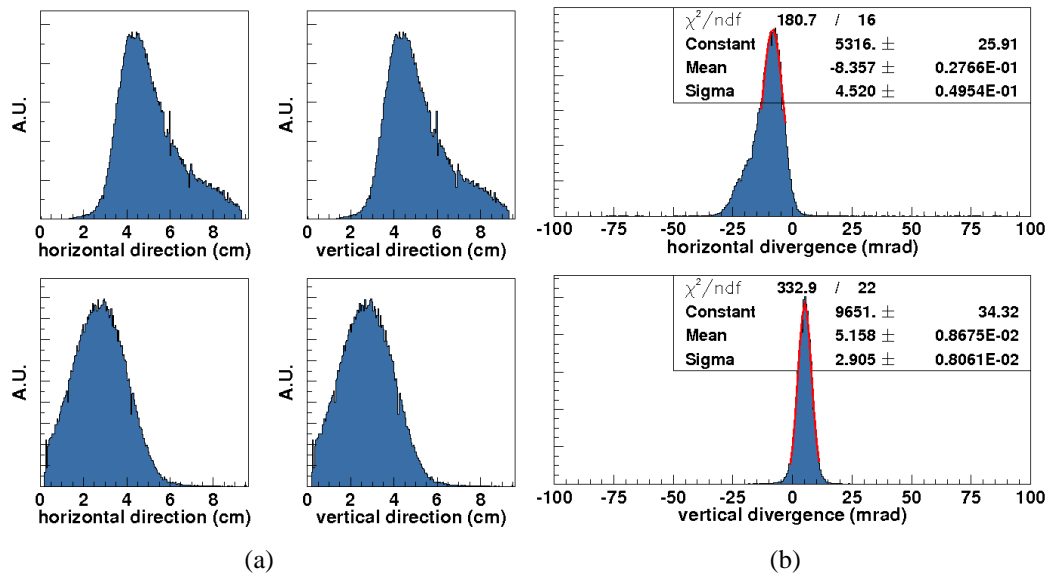 A.U.
0 2 4 6 8
horizontal direction (cm)
A.U.
0 2 4 6 8
vertical direction (cm)
A.U.
0 2 4 6 8
horizontal direction (cm)
A.U.
0 2 4 6 8
vertical direction (cm)
(a)
χ²/ndf 180.7 / 16
Constant 5316. ± 25.91
Mean -8.357 ± 0.2766E-01
Sigma 4.520 ± 0.4954E-01
-100 -75 -50 -25 0 25 50 75 100
horizontal divergence (mrad)
χ²/ndf 332.9 / 22
Constant 9651. ± 34.32
Mean 5.158 ± 0.8675E-02
Sigma 2.905 ± 0.8061E-02
-100 -75 -50 -25 0 25 50 75 100
vertical divergence (mrad)
(b)